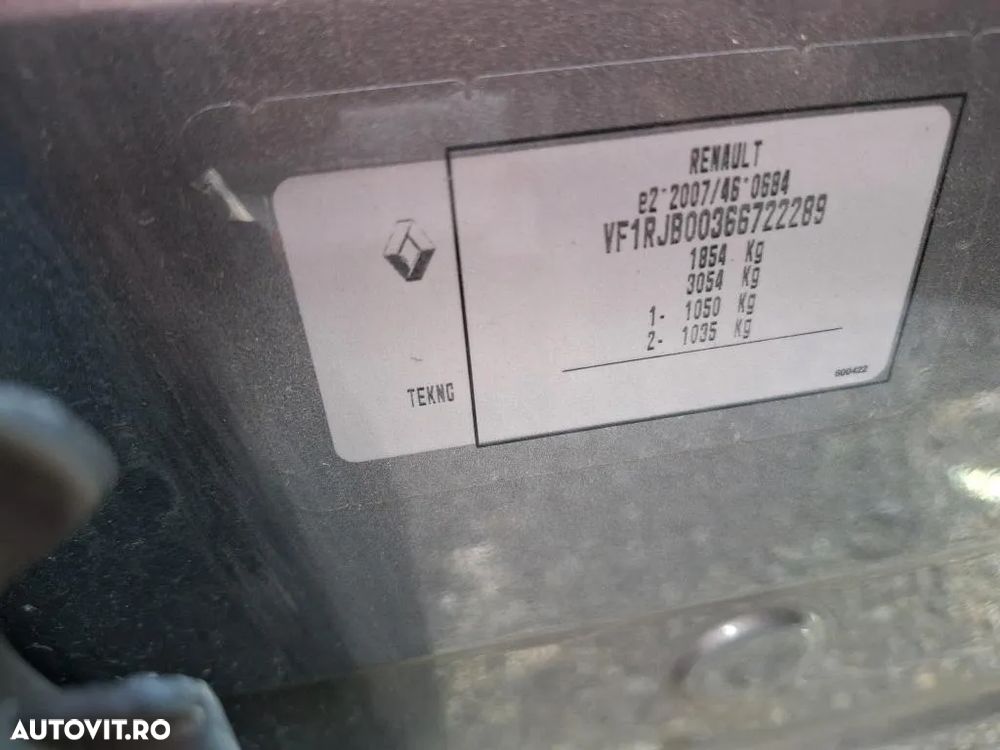 RENAULT
e2*2007/46*0684
VF1RJB00366722289
1854 Kg
3054 Kg
1- 1050 Kg
2- 1035 Kg
TEKNG
600422
AUTOVIT.RO